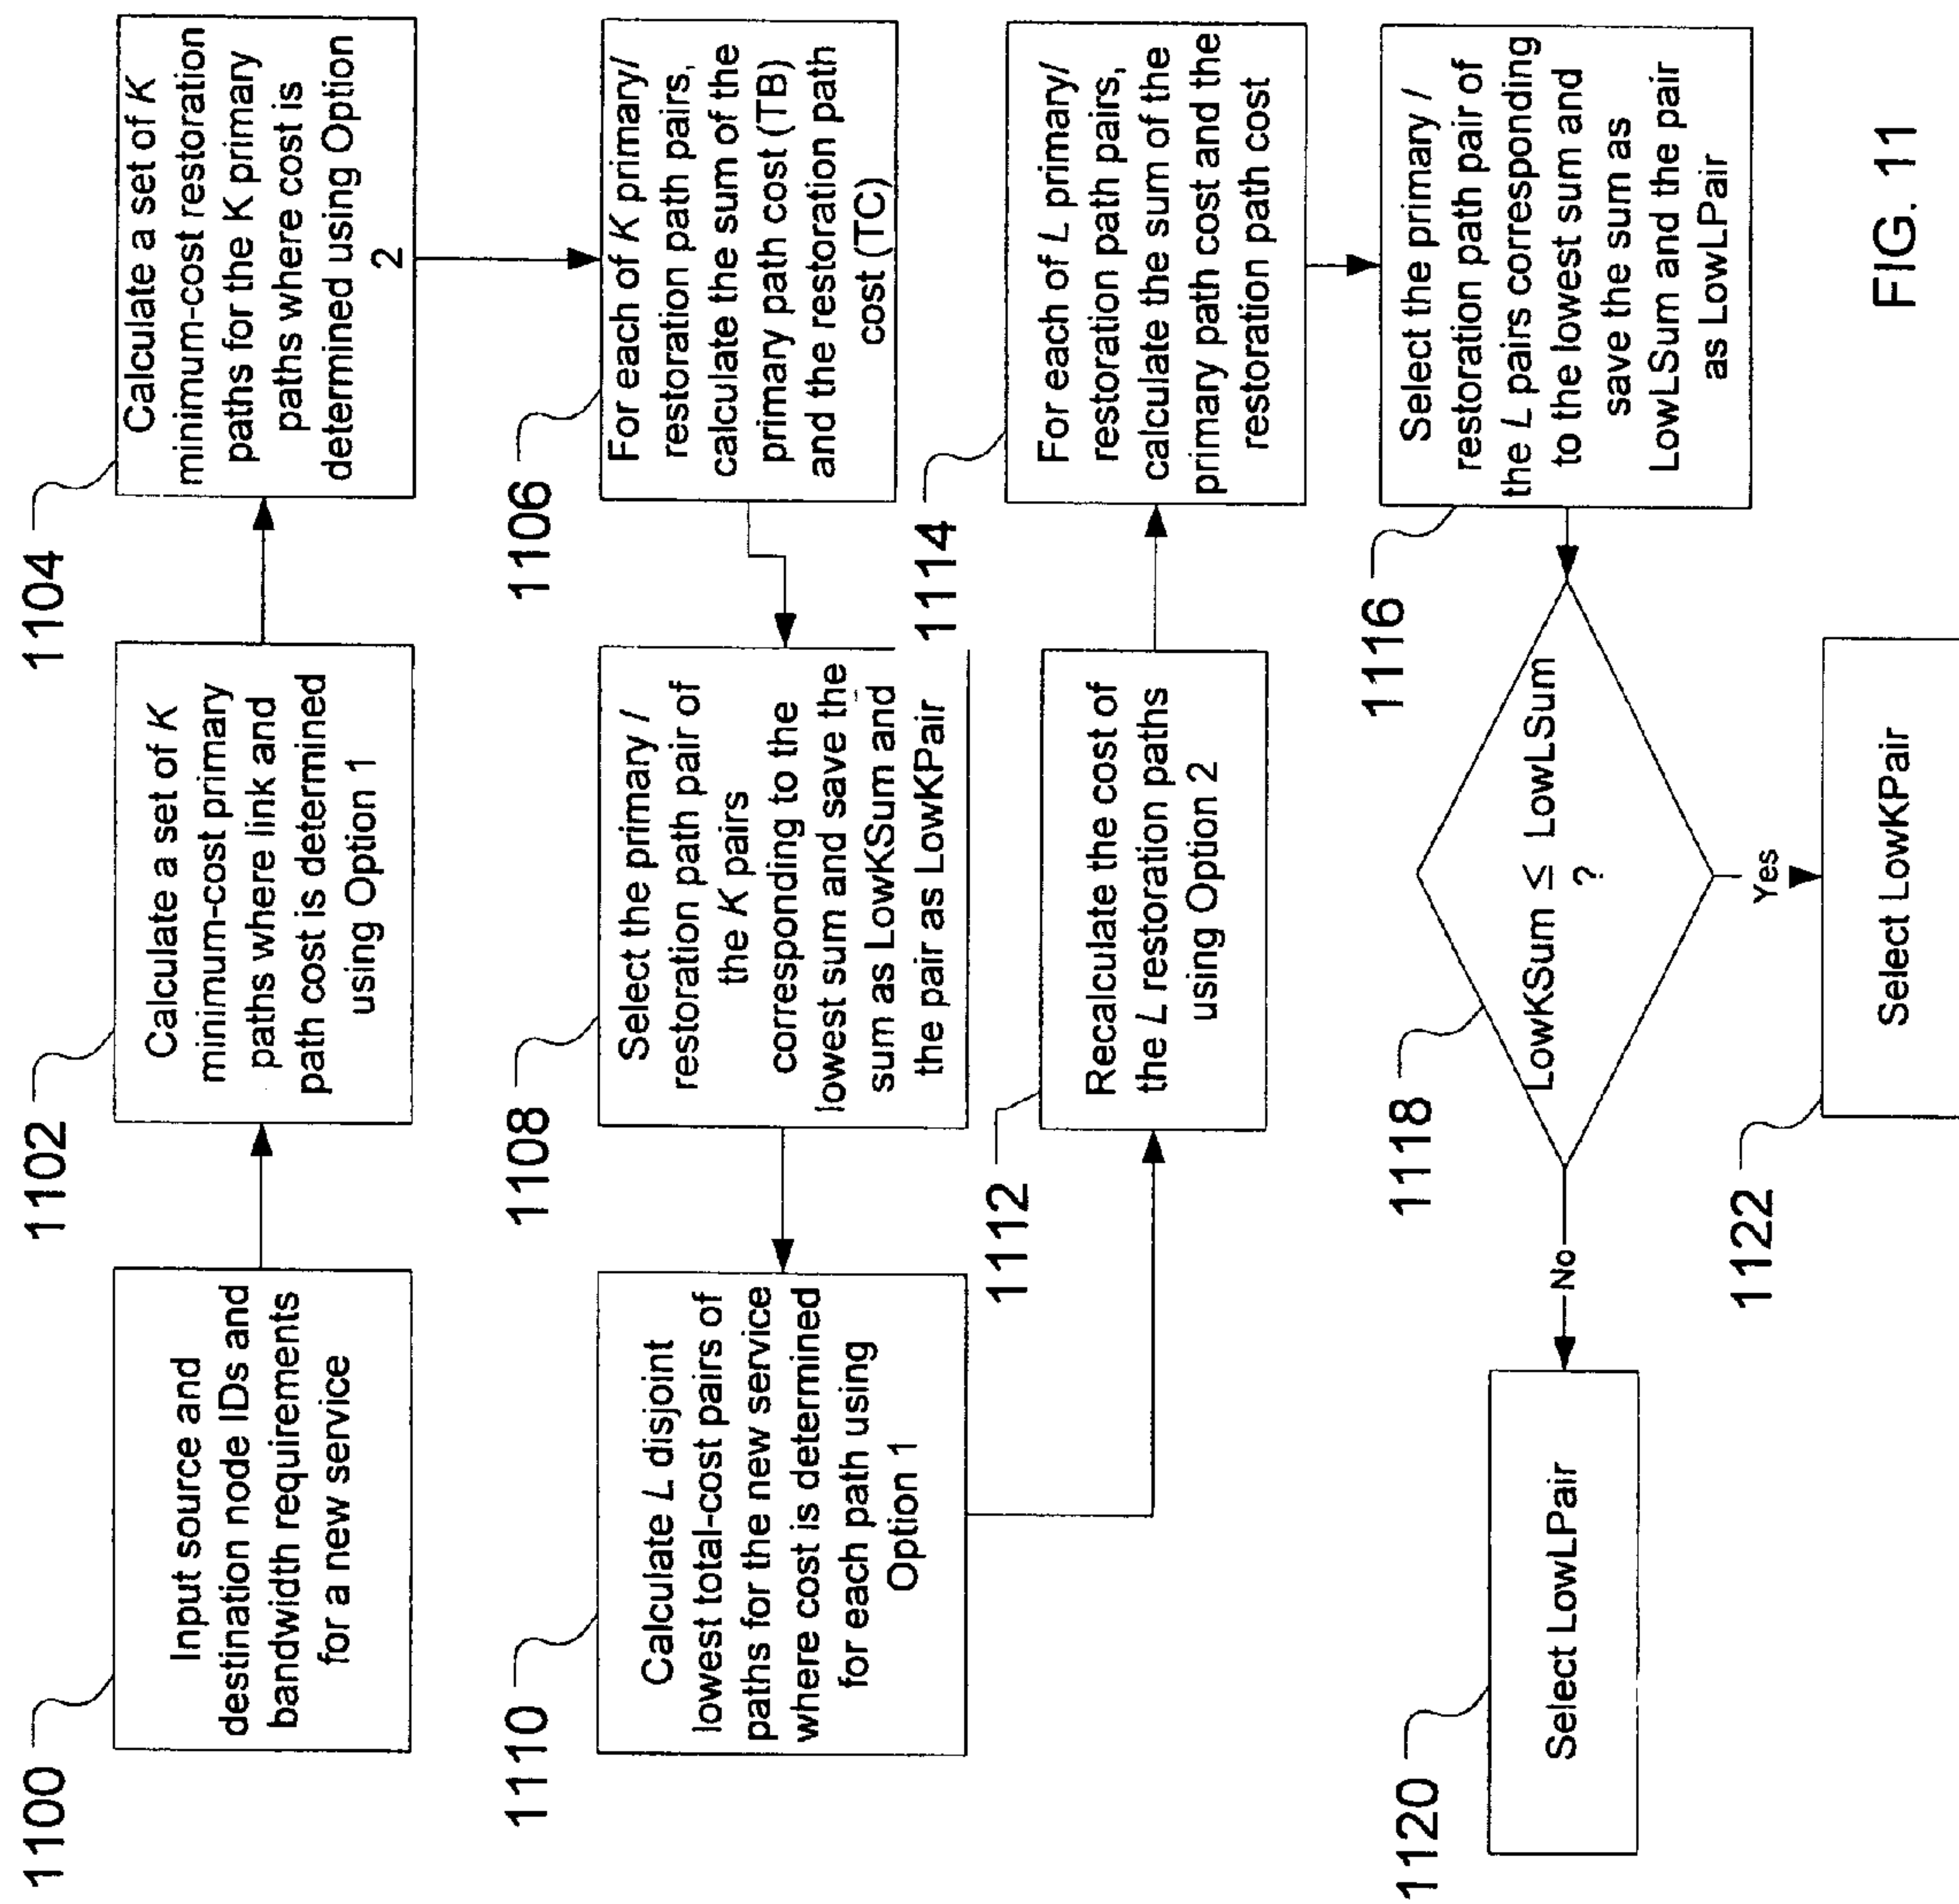 1100
Input source and
destination node IDs and
bandwidth requirements
for a new service
1102
Calculate a set of K
minimum-cost primary
paths where link and
path cost is determined
using Option 1
1104
Calculate a set of K
minimum-cost restoration
paths for the K primary
paths where cost is
determined using Option
2
1106
For each of K primary/
restoration path pairs,
calculate the sum of the
primary path cost (TB)
and the restoration path
cost (TC)
1108
Select the primary /
restoration path pair of
the K pairs
corresponding to the
lowest sum and save the
sum as LowKSum and
the pair as LowKPair
1110
Calculate L disjoint
lowest total-cost pairs of
paths for the new service
where cost is determined
for each path using
Option 1
1112
Recalculate the cost of
the L restoration paths
using Option 2
1114
For each of L primary/
restoration path pairs,
calculate the sum of the
primary path cost and the
restoration path cost
1116
Select the primary /
restoration path pair of
the L pairs corresponding
to the lowest sum and
save the sum as
LowLSum and the pair
as LowLPair
1118
LowKSum ≤ LowLSum
?
No
Yes
1120
Select LowLPair
1122
Select LowKPair
FIG. 11